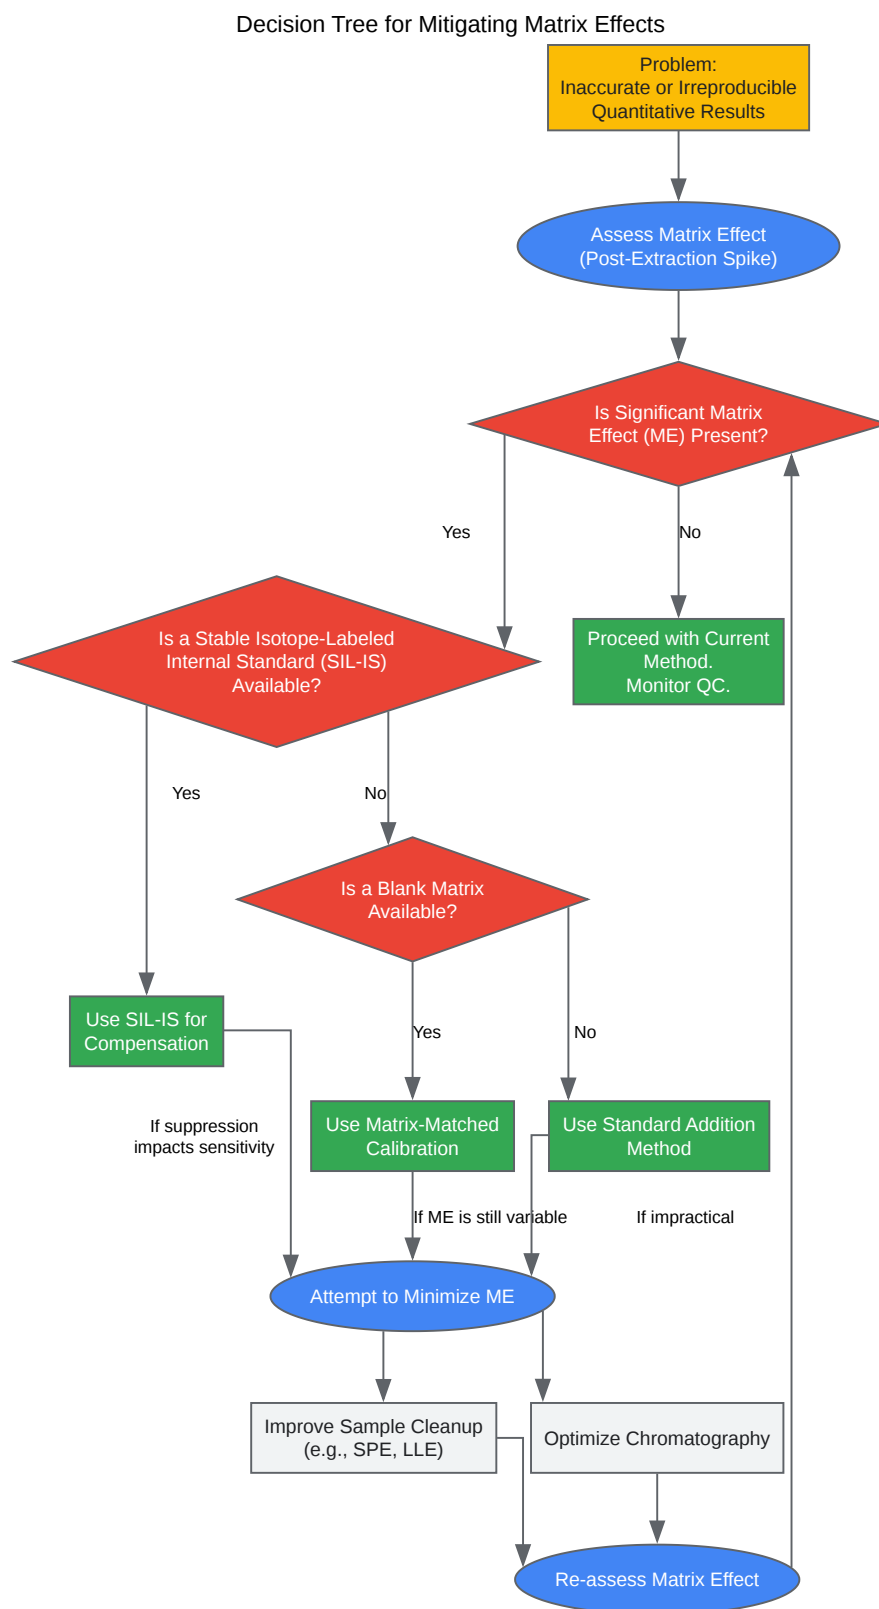 Decision Tree for Mitigating Matrix Effects
Problem:
Inaccurate or Irreproducible
Quantitative Results
Assess Matrix Effect
(Post-Extraction Spike)
Is Significant Matrix
Effect (ME) Present?
Yes
No
Is a Stable Isotope-Labeled
Internal Standard (SIL-IS)
Available?
Proceed with Current
Method.
Monitor QC.
Yes
No
Is a Blank Matrix
Available?
Use SIL-IS for
Compensation
Yes
No
If suppression
impacts sensitivity
Use Matrix-Matched
Calibration
Use Standard Addition
Method
If ME is still variable
If impractical
Attempt to Minimize ME
Improve Sample Cleanup
(e.g., SPE, LLE)
Optimize Chromatography
Re-assess Matrix Effect